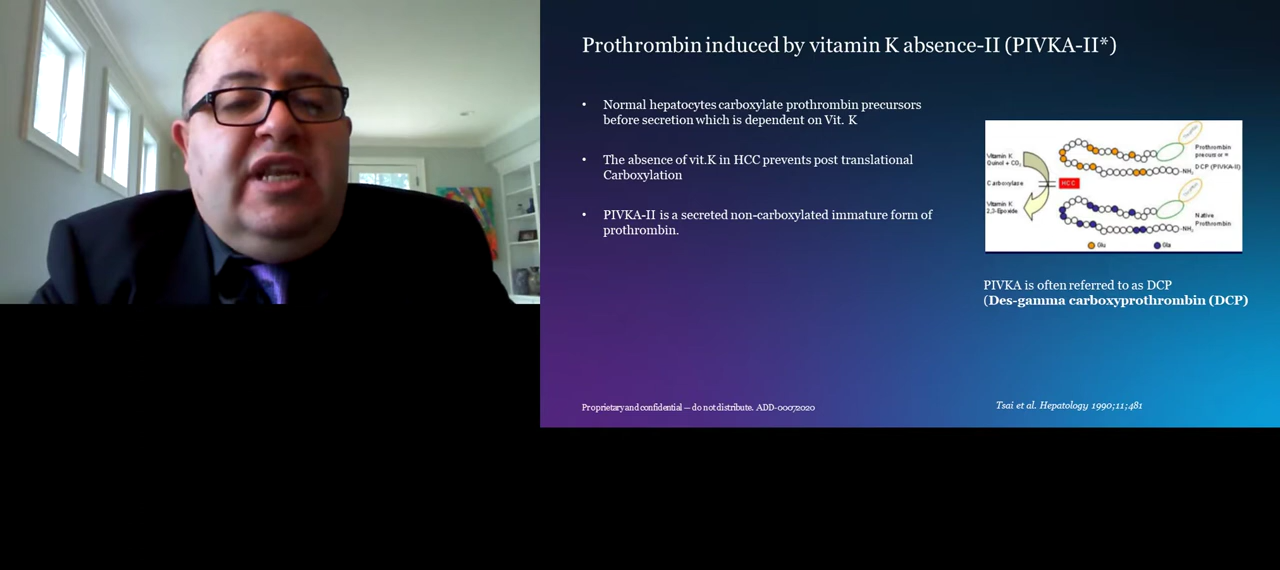 Prothrombin induced by vitamin K absence-II (PIVKA-II*)
• Normal hepatocytes carboxylate prothrombin precursors
before secretion which is dependent on Vit. K
• The absence of vit.K in HCC prevents post translational
Carboxylation
• PIVKA-II is a secreted non-carboxylated immature form of
prothrombin.
Vitamin K
Quinol + CO₂
Carboxylase
Vitamin K
2,3-Epoxide
HCC
Prothrombin
precursor =
DCP (PIVKA-II)
-NH₂
Native
Prothrombin
-NH₂
Glu
Gla
PIVKA is often referred to as DCP
(Des-gamma carboxyprothrombin (DCP)
Proprietary and confidential — do not distribute. ADD-00072020
Tsai et al. Hepatology 1990;11;481